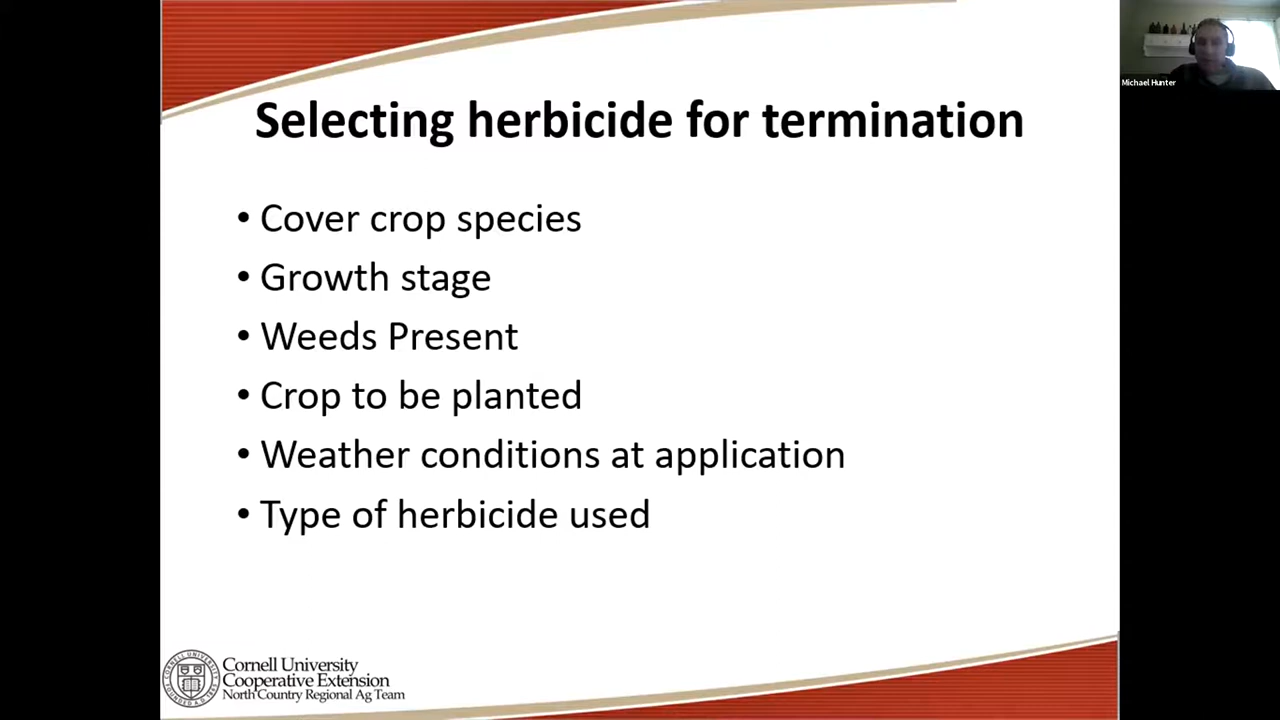 Selecting herbicide for termination
• Cover crop species
• Growth stage
• Weeds Present
• Crop to be planted
• Weather conditions at application
• Type of herbicide used
Michael Hunter
Cornell University
Cooperative Extension
North Country Regional Ag Team